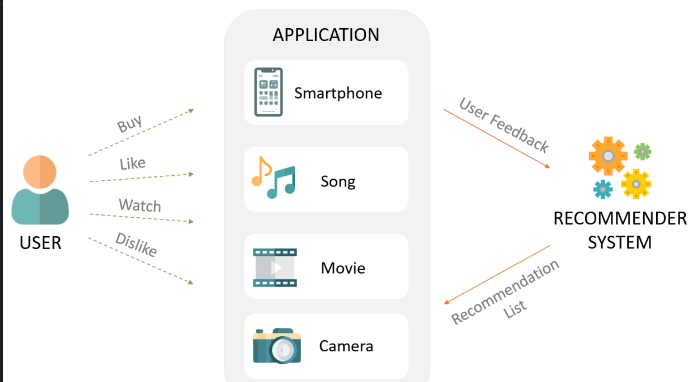 APPLICATION
Smartphone
Buy
User Feedback
Like
Song
Watch
RECOMMENDER
SYSTEM
USER
Dislike
Movie
Recommendation
List
Camera